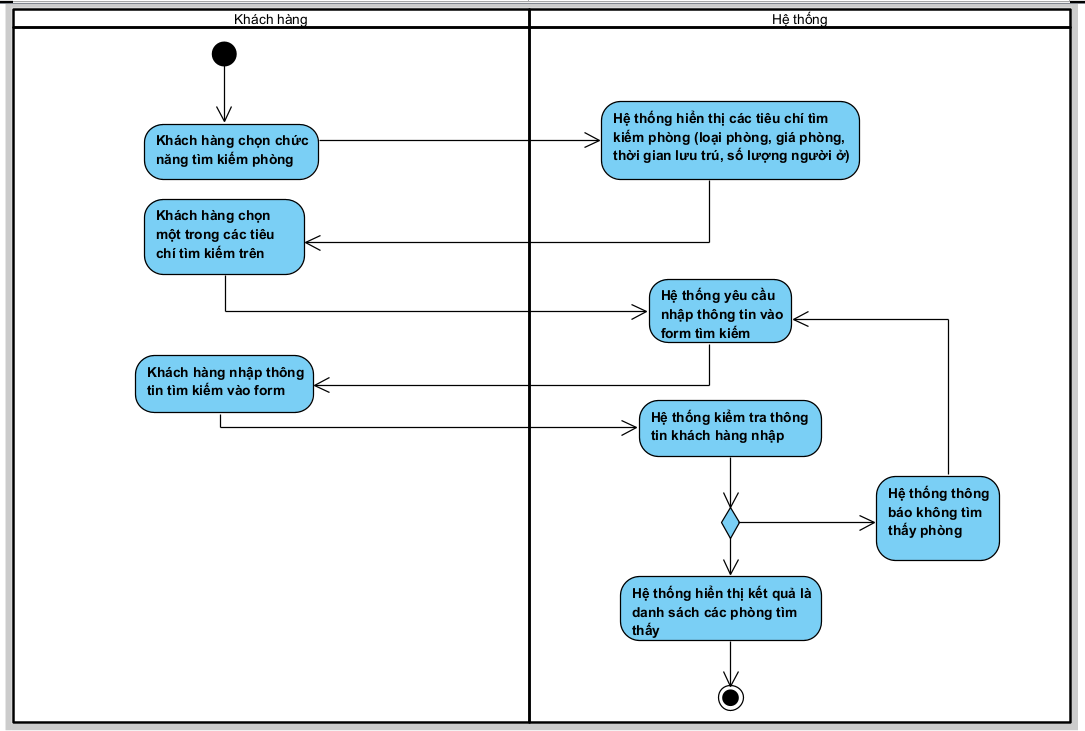 Khách hàng
Hệ thống
Khách hàng chọn chức
năng tìm kiếm phòng
Hệ thống hiển thị các tiêu chí tìm
kiếm phòng (loại phòng, giá phòng,
thời gian lưu trú, số lượng người ở)
Khách hàng chọn
một trong các tiêu
chí tìm kiếm trên
Hệ thống yêu cầu
nhập thông tin vào
form tìm kiếm
Khách hàng nhập thông
tin tìm kiếm vào form
Hệ thống kiểm tra thông
tin khách hàng nhập
Hệ thống thông
báo không tìm
thấy phòng
Hệ thống hiển thị kết quả là
danh sách các phòng tìm
thấy